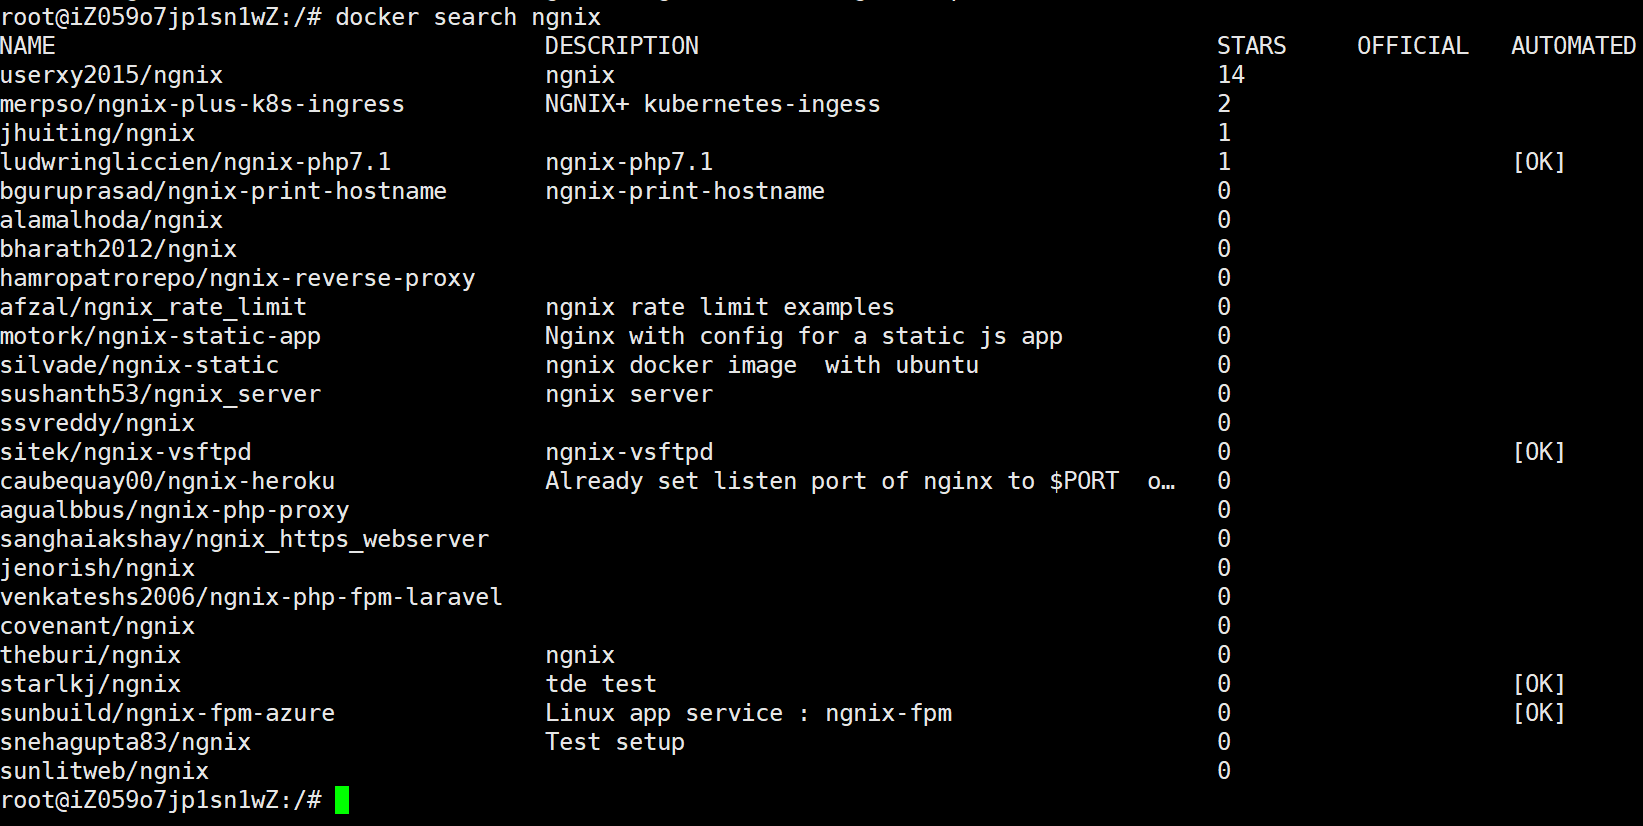 root@iZ059o7jp1sn1wZ:/# docker search ngnix
NAME DESCRIPTION STARS OFFICIAL AUTOMATED
userxy2015/ngnix ngnix 14
merpso/ngnix-plus-k8s-ingress NGNIX+ kubernetes-ingess 2
jhuiting/ngnix 1
ludwringliccien/ngnix-php7.1 ngnix-php7.1 1 [OK]
bguruprasad/ngnix-print-hostname ngnix-print-hostname 0
alamalhoda/ngnix 0
bharath2012/ngnix 0
hamropatrorepo/ngnix-reverse-proxy 0
afzal/ngnix_rate_limit ngnix rate limit examples 0
motork/ngnix-static-app Nginx with config for a static js app 0
silvade/ngnix-static ngnix docker image  with ubuntu 0
sushanth53/ngnix_server ngnix server 0
ssvreddy/ngnix 0
sitek/ngnix-vsftpd ngnix-vsftpd 0 [OK]
caubequay00/ngnix-heroku Already set listen port of nginx to $PORT  o… 0
agualbbus/ngnix-php-proxy 0
sanghaiakshay/ngnix_https_webserver 0
jenorish/ngnix 0
venkateshs2006/ngnix-php-fpm-laravel 0
covenant/ngnix 0
theburi/ngnix ngnix 0
starlkj/ngnix tde test 0 [OK]
sunbuild/ngnix-fpm-azure Linux app service : ngnix-fpm 0 [OK]
snehagupta83/ngnix Test setup 0
sunlitweb/ngnix 0
root@iZ059o7jp1sn1wZ:/#